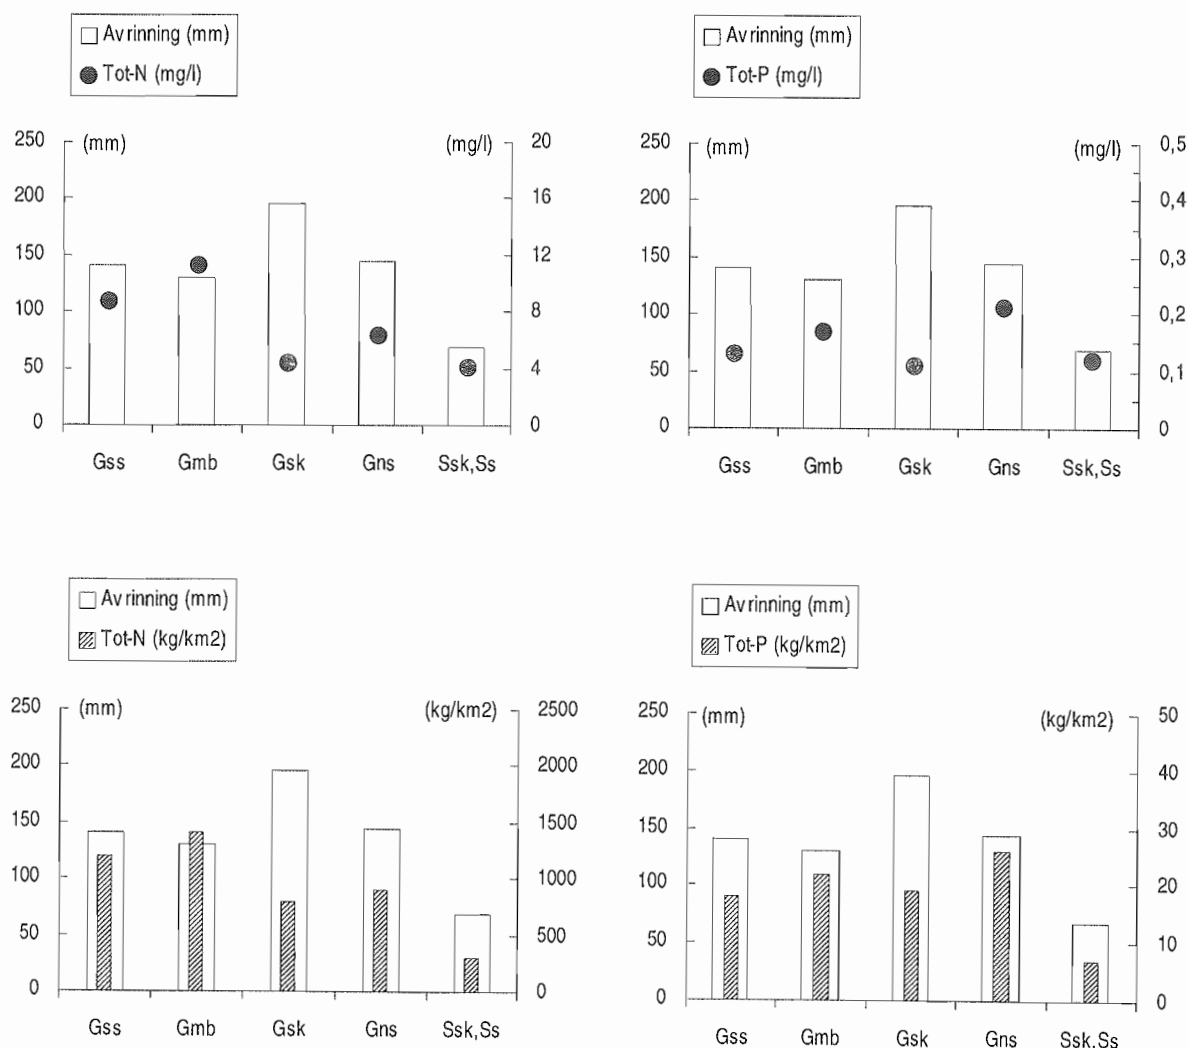 Avrinning (mm)
Tot-N (mg/l)
250
(mm)
(mg/l)
20
200
16
150
12
100
8
50
4
0
0
Gss Gmb Gsk Gns Ssk,Ss
Avrinning (mm)
Tot-P (mg/l)
250
(mm)
(mg/l)
0,5
200
0,4
150
0,3
100
0,2
50
0,1
0
0
Gss Gmb Gsk Gns Ssk,Ss
Avrinning (mm)
Tot-N (kg/km2)
250
(mm)
(kg/km2)
2500
200
2000
150
1500
100
1000
50
500
0
0
Gss Gmb Gsk Gns Ssk,Ss
Avrinning (mm)
Tot-P (kg/km2)
250
(mm)
(kg/km2)
50
200
40
150
30
100
20
50
10
0
0
Gss Gmb Gsk Gns Ssk,Ss